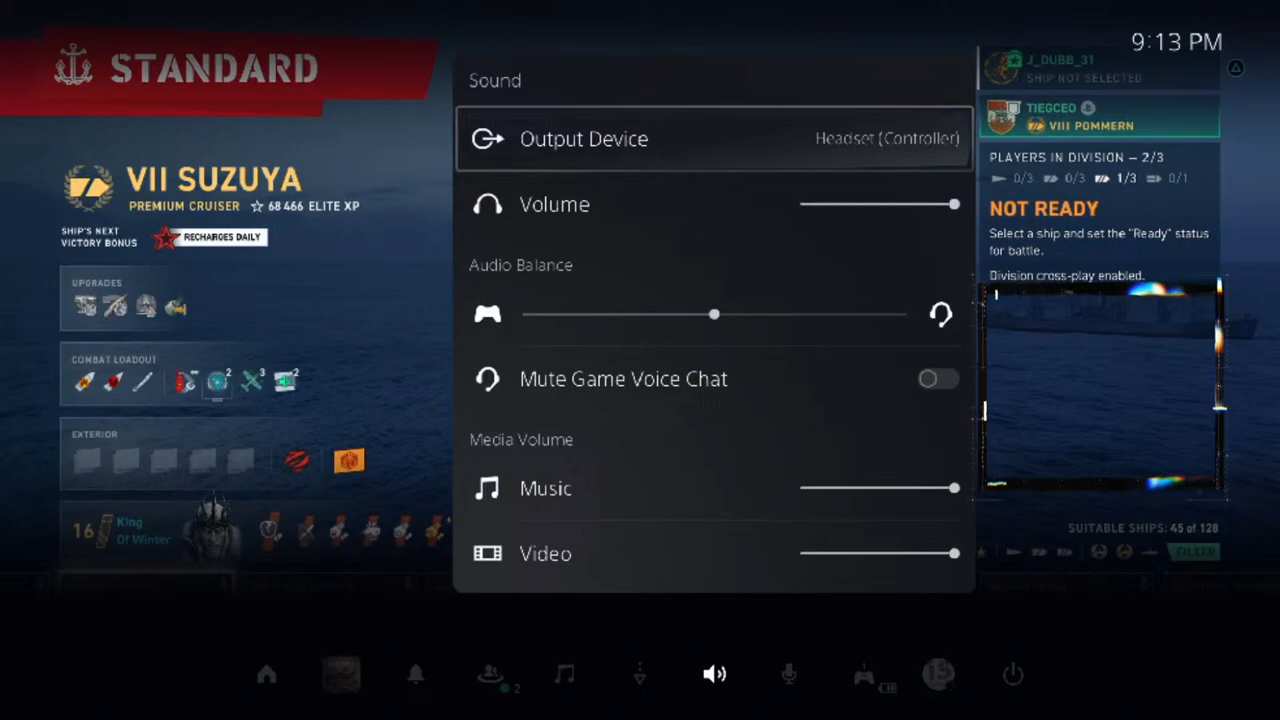 9:13 PM
STANDARD
VII SUZUYA
PREMIUM CRUISER ☆ 68 466 ELITE XP
SHIP'S NEXT
VICTORY BONUS
RECHARGES DAILY
UPGRADES
COMBAT LOADOUT
∞ 2 3 2
EXTERIOR
16
King
Of Winter
Sound
Output Device Headset (Controller)
Volume
Audio Balance
Mute Game Voice Chat
Media Volume
Music
Video
J_DUBB_31
SHIP NOT SELECTED
TIEGCEO
VIII POMMERN
PLAYERS IN DIVISION – 2/3
0/3 0/3 1/3 0/1
NOT READY
Select a ship and set the "Ready" status
for battle.
Division cross-play enabled.
SUITABLE SHIPS: 45 of 128
FILTER
2